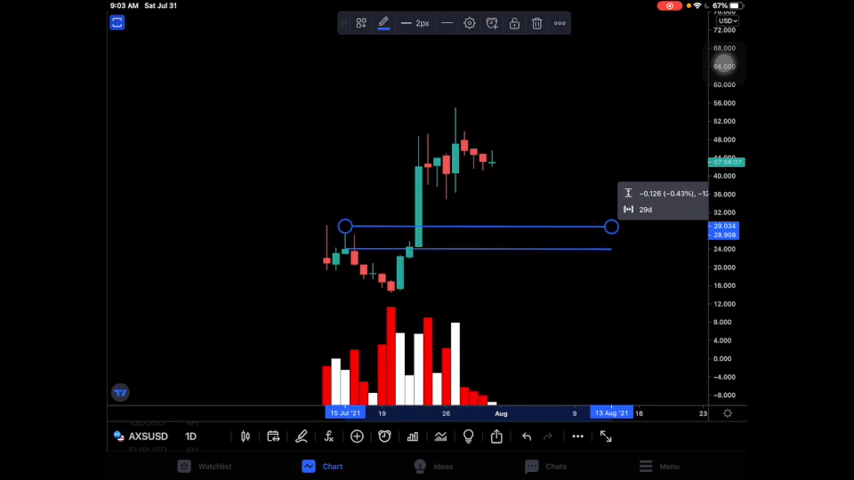 9:03 AM Sat Jul 31
67%
2px
USD
72.000
68.000
64.000
60.000
56.000
52.000
48.000
40.000
36.000
32.000
29.034
28.908
24.000
20.000
16.000
12.000
8.000
4.000
0.000
−4.000
−8.000
−0.126 (−0.43%), −12
29d
15 Jul '21
19
26
Aug
9
13 Aug '21
16
23
AXSUSD 1D
Watchlist
Chart
Ideas
Chats
Menu